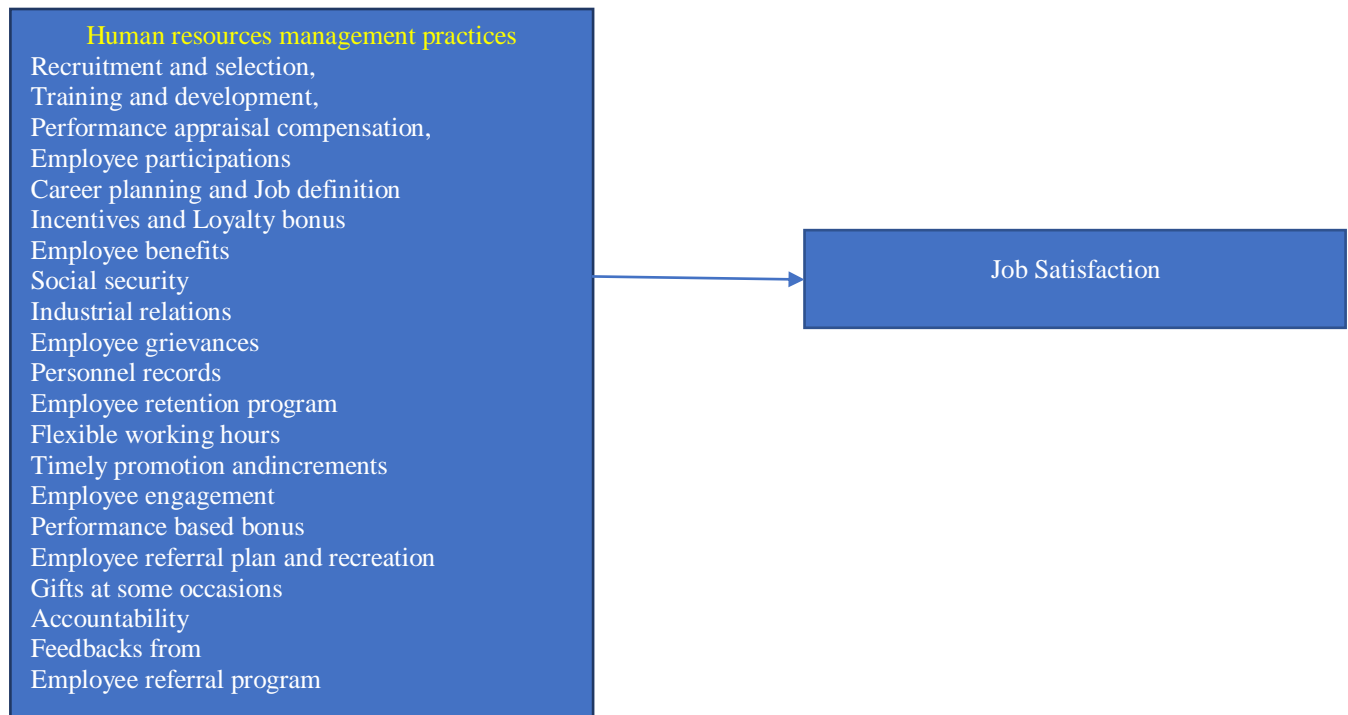 Human resources management practices
Recruitment and selection,
Training and development,
Performance appraisal compensation,
Employee participations
Career planning and Job definition
Incentives and Loyalty bonus
Employee benefits
Social security
Industrial relations
Employee grievances
Personnel records
Employee retention program
Flexible working hours
Timely promotion andincrements
Employee engagement
Performance based bonus
Employee referral plan and recreation
Gifts at some occasions
Accountability
Feedbacks from
Employee referral program
Job Satisfaction